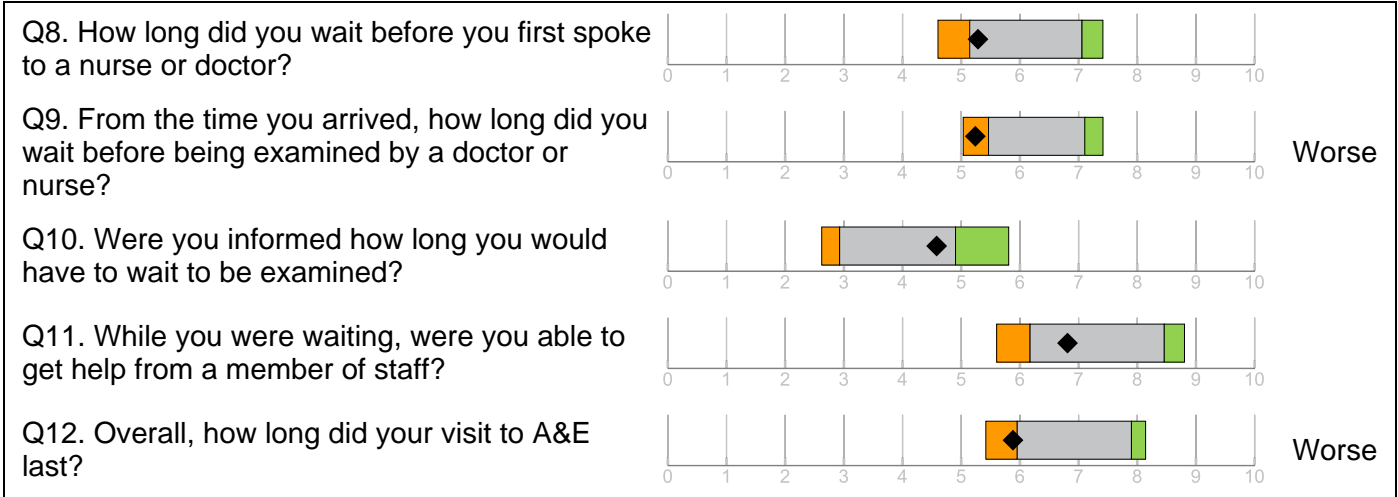 Q8. How long did you wait before you first spoke
to a nurse or doctor?
0 1 2 3 4 5 6 7 8 9 10
Q9. From the time you arrived, how long did you
wait before being examined by a doctor or
nurse?
0 1 2 3 4 5 6 7 8 9 10
Worse
Q10. Were you informed how long you would
have to wait to be examined?
0 1 2 3 4 5 6 7 8 9 10
Q11. While you were waiting, were you able to
get help from a member of staff?
0 1 2 3 4 5 6 7 8 9 10
Q12. Overall, how long did your visit to A&E
last?
0 1 2 3 4 5 6 7 8 9 10
Worse